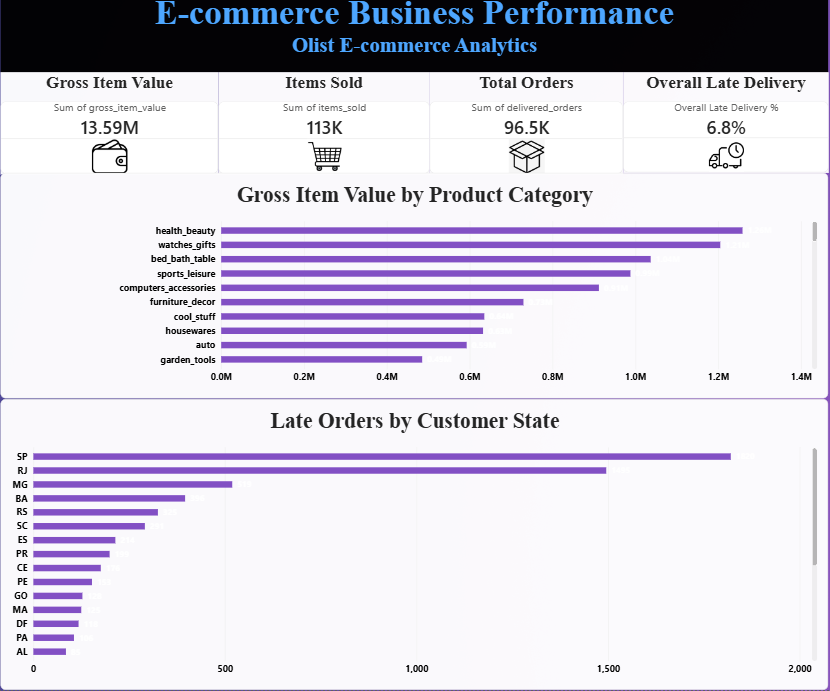 E-commerce Business Performance
Olist E-commerce Analytics
Gross Item Value
Items Sold
Total Orders
Overall Late Delivery
Sum of gross_item_value
Sum of items_sold
Sum of delivered_orders
Overall Late Delivery %
13.59M
113K
96.5K
6.8%
Gross Item Value by Product Category
health_beauty
watches_gifts
bed_bath_table
sports_leisure
computers_accessories
furniture_decor
cool_stuff
housewares
auto
garden_tools
0.0M 0.2M 0.4M 0.6M 0.8M 1.0M 1.2M 1.4M
Late Orders by Customer State
SP
RJ
MG
BA
RS
SC
ES
PR
CE
PE
GO
MA
DF
PA
AL
0 500 1,000 1,500 2,000